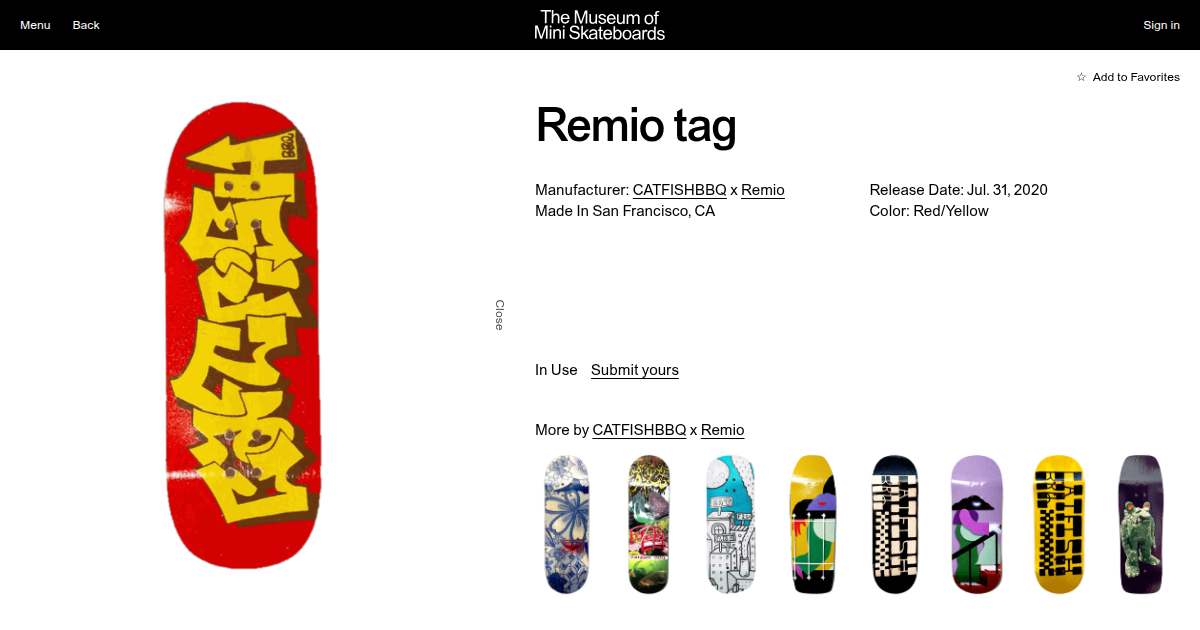 Menu
Back
The Museum of
Mini Skateboards
Sign in
☆ Add to Favorites
Remio tag
Manufacturer: CATFISHBBQ x Remio
Made In San Francisco, CA
Release Date: Jul. 31, 2020
Color: Red/Yellow
Close
In Use Submit yours
More by CATFISHBBQ x Remio
CATFISH
BBQ